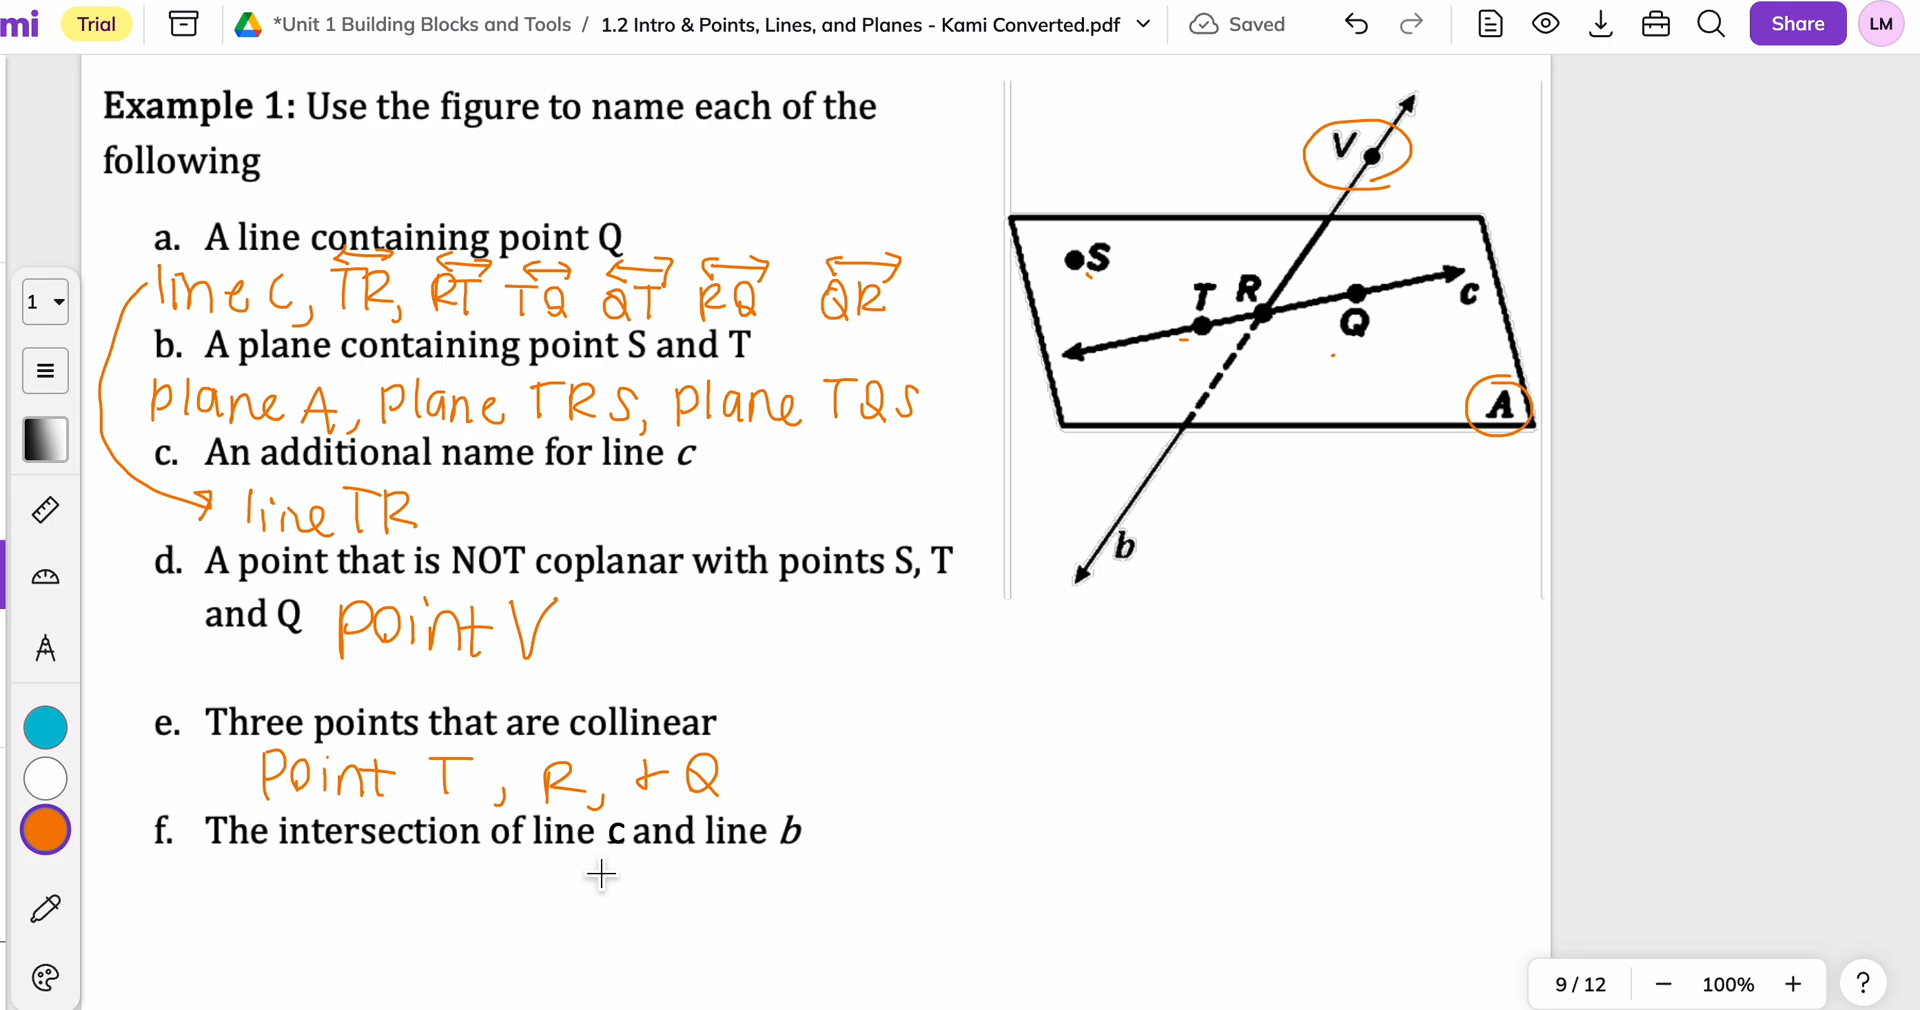 mi Trial *Unit 1 Building Blocks and Tools / 1.2 Intro & Points, Lines, and Planes - Kami Converted.pdf Saved Share LM
Example 1: Use the figure to name each of the
following
a. A line containing point Q
line c, TR, RT TQ QT RQ QR
b. A plane containing point S and T
plane A, plane TRS, plane TQS
c. An additional name for line c
line TR
d. A point that is NOT coplanar with points S, T
and Q point V
e. Three points that are collinear
Point T, R, + Q
f. The intersection of line c and line b
V
S
T R
Q
c
A
b
1
9 / 12 − 100% + ?